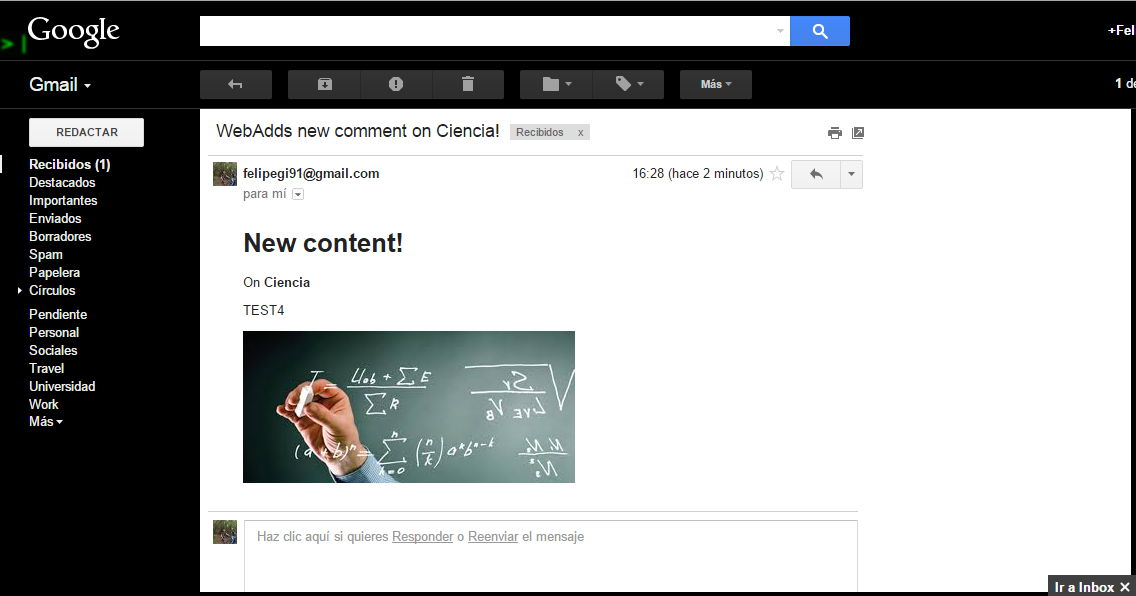 > |
Google
+Fel
Gmail
Más
1 de
REDACTAR
WebAdds new comment on Ciencia!
Recibidos x
Recibidos (1)
Destacados
Importantes
Enviados
Borradores
Spam
Papelera
Círculos
Pendiente
Personal
Sociales
Travel
Universidad
Work
Más
felipegi91@gmail.com
16:28 (hace 2 minutos)
para mí
New content!
On Ciencia
TEST4
(a + b)ⁿ = ∑ k=0 n (n k) aᵏbⁿ⁻ᵏ
Haz clic aquí si quieres Responder o Reenviar el mensaje
Ir a Inbox ×